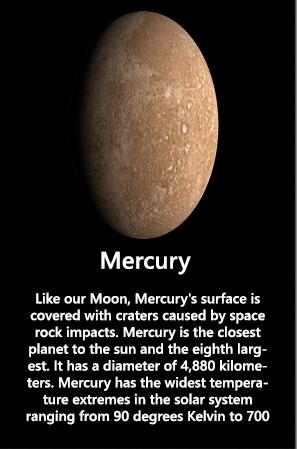 Mercury
Like our Moon, Mercury's surface is
covered with craters caused by space
rock impacts. Mercury is the closest
planet to the sun and the eighth larg-
est. It has a diameter of 4,880 kilome-
ters. Mercury has the widest tempera-
ture extremes in the solar system
ranging from 90 degrees Kelvin to 700